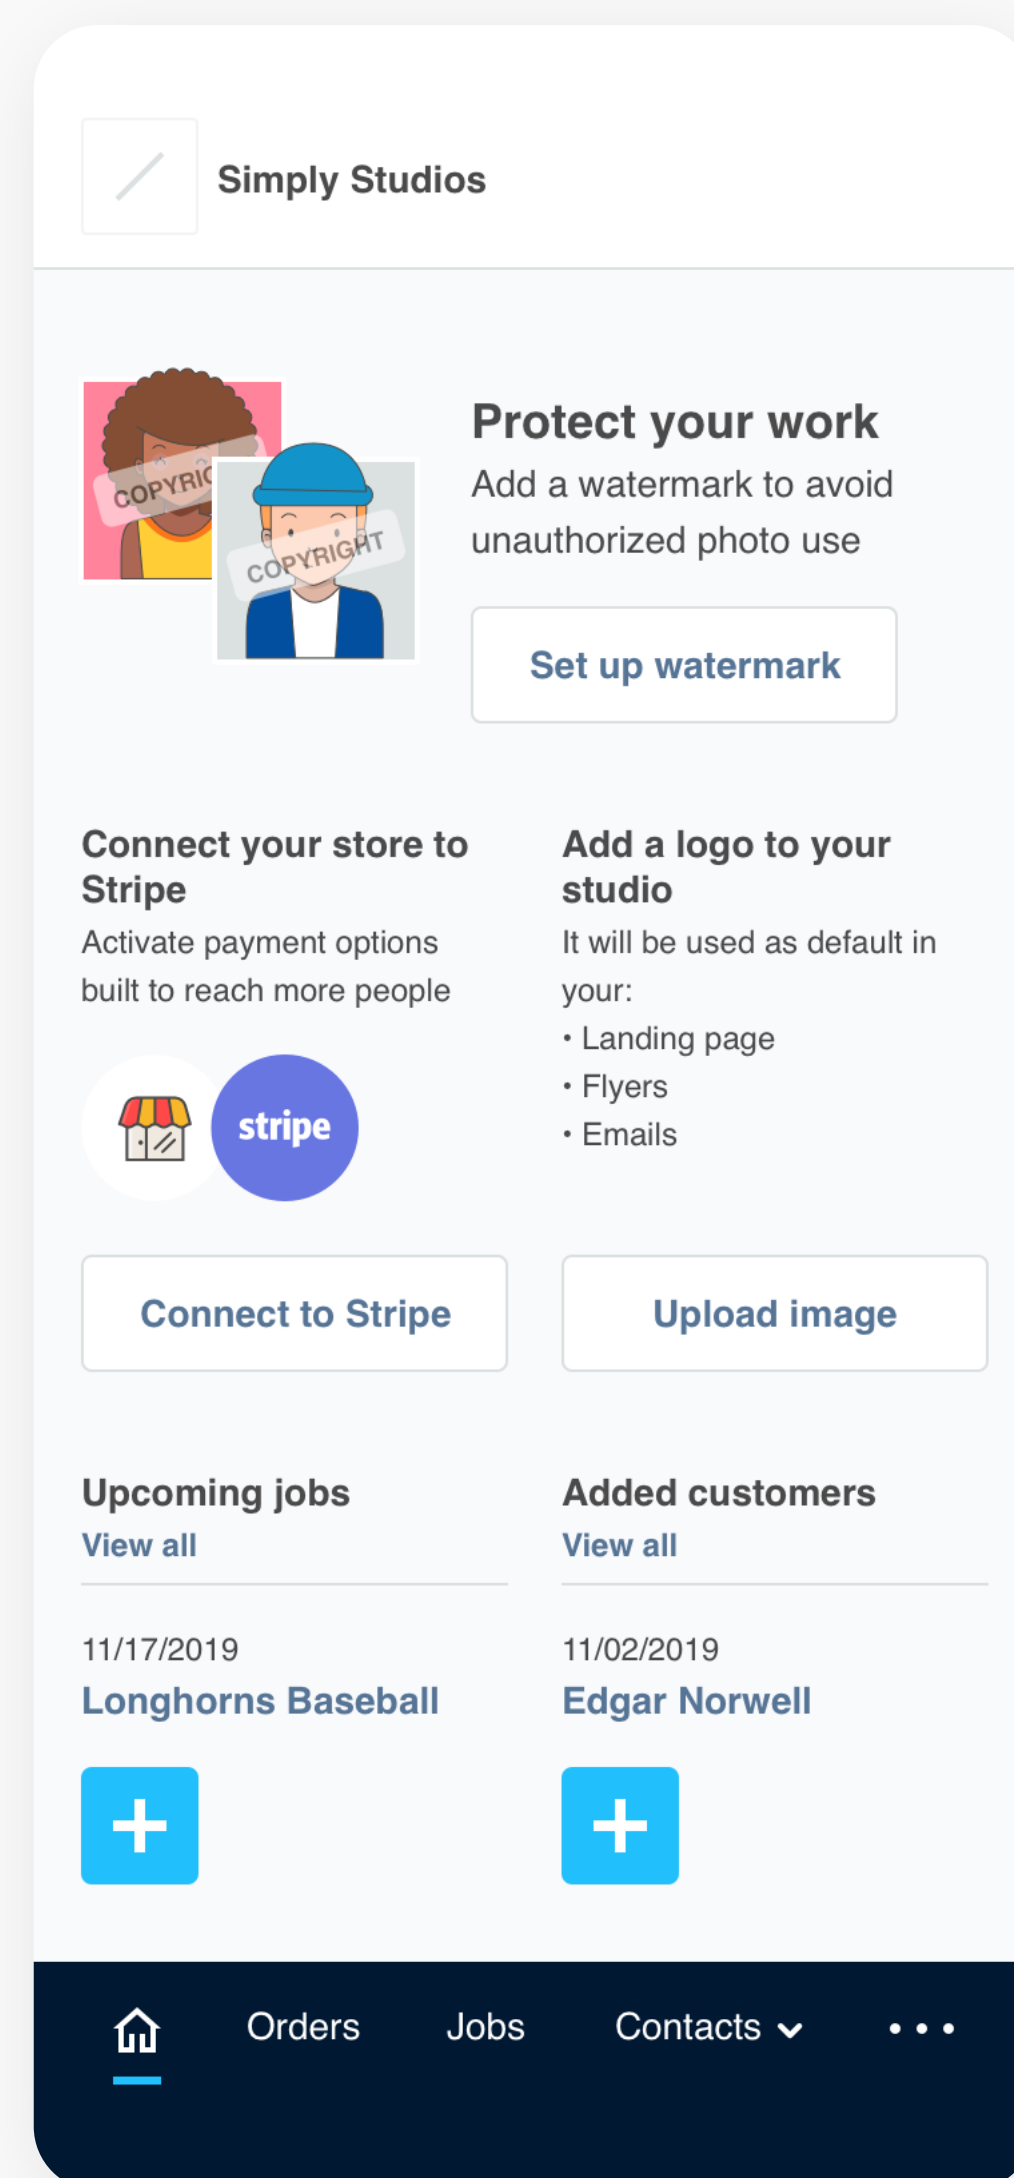 Simply Studios
COPYRIG
COPYRIGHT
Protect your work
Add a watermark to avoid
unauthorized photo use
Set up watermark
Connect your store to
Stripe
Activate payment options
built to reach more people
stripe
Connect to Stripe
Add a logo to your
studio
It will be used as default in
your:
• Landing page
• Flyers
• Emails
Upload image
Upcoming jobs
View all
11/17/2019
Longhorns Baseball
Added customers
View all
11/02/2019
Edgar Norwell
Orders Jobs Contacts